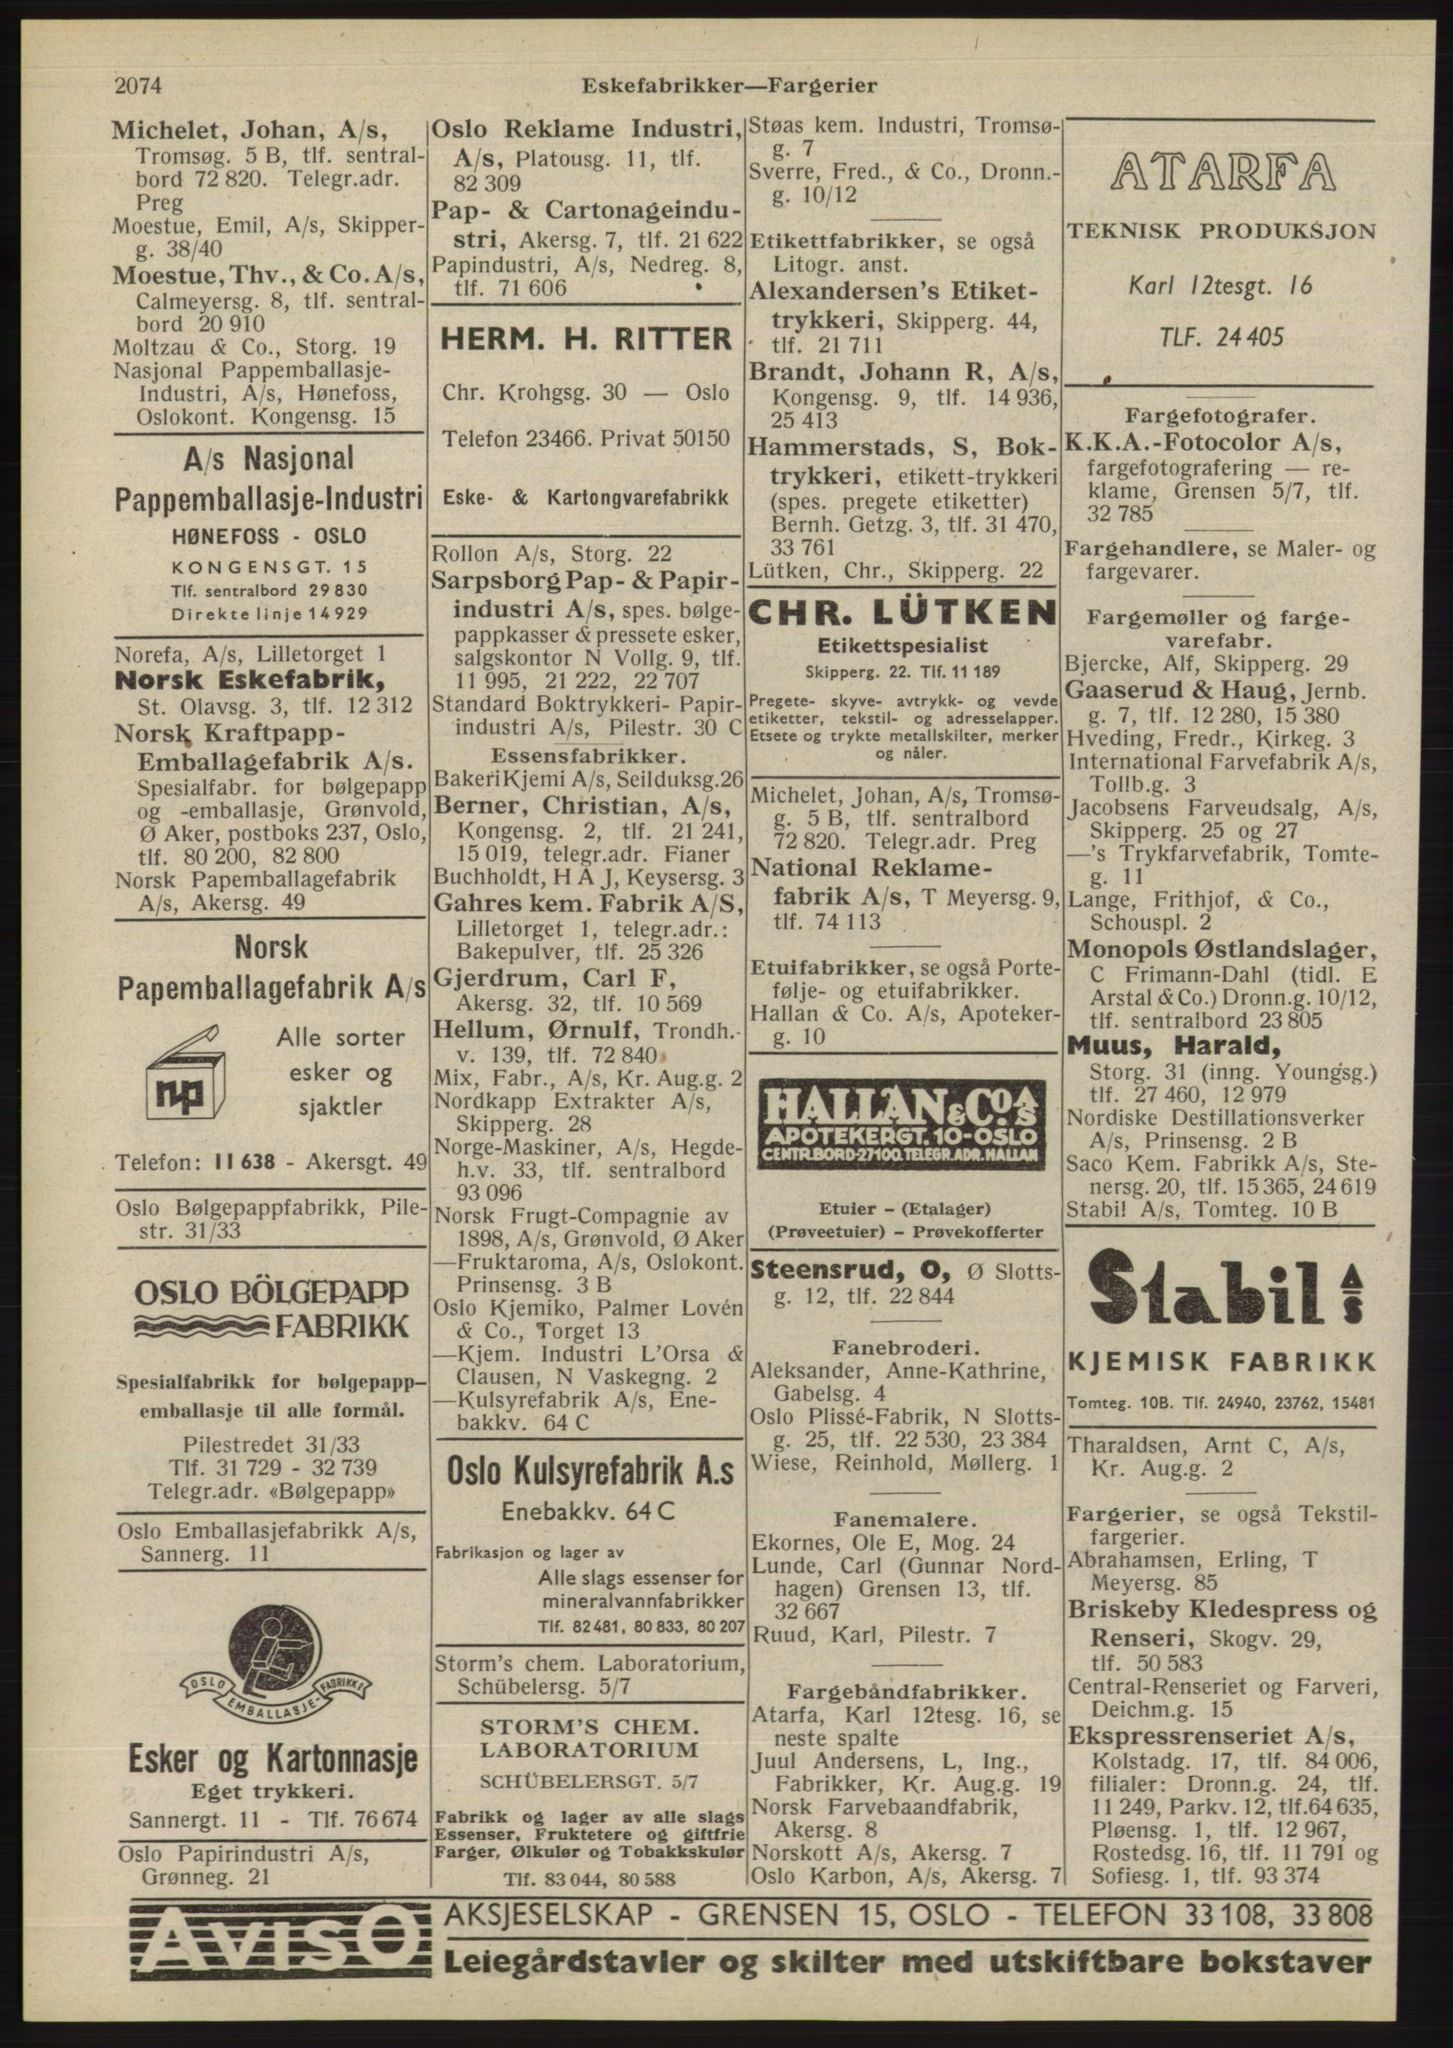 2074
Eskefabrikker—Fargerier
Michelet, Johan, A/s,
Tromsøg. 5 B, tlf. sentral-
bord 72 820. Telegr.adr.
Preg
Moestue, Emil, A/s, Skipper-
g. 38/40
Moestue, Thv., & Co. A/s,
Calmeyersg. 8, tlf. sentral-
bord 20 910
Moltzau & Co., Storg. 19
Nasjonal Pappemballasje-
Industri, A/s, Hønefoss,
Oslokont. Kongensg. 15
A/s Nasjonal
Pappemballasje-Industri
HØNEFOSS - OSLO
KONGENSGT. 15
Tlf. sentralbord 29830
Direkte linje 14929
Norefa, A/s, Lilletorget 1
Norsk Eskefabrik,
St. Olavsg. 3, tlf. 12 312
Norsk Kraftpapp-
Emballagefabrik A/s.
Spesialfabr. for bølgepapp
og -emballasje, Grønvold,
Ø Aker, postboks 237, Oslo,
tlf. 80 200, 82 800
Norsk Papemballagefabrik
A/s, Akersg. 49
Norsk
Papemballagefabrik A/s
Alle sorter
esker og
sjaktler
np
Telefon: 11638 - Akersgt. 49
Oslo Bølgepappfabrikk, Pile-
str. 31/33
OSLO BÖLGEPAPP
FABRIKK
Spesialfabrikk for bølgepapp-
emballasje til alle formål.
Pilestredet 31/33
Tlf. 31 729 - 32 739
Telegr.adr. «Bølgepapp»
Oslo Emballasjefabrikk A/s,
Sannerg. 11
OSLO EMBALLASJE-FABRIKK A/S
Esker og Kartonnasje
Eget trykkeri.
Sannergt. 11 - Tlf. 76674
Oslo Papirindustri A/s,
Grønneg. 21
Oslo Reklame Industri,
A/s, Platousg. 11, tlf.
82 309
Pap- & Cartonageindu-
stri, Akersg. 7, tlf. 21 622
Papindustri, A/s, Nedreg. 8,
tlf. 71 606
HERM. H. RITTER
Chr. Krohgsg. 30 — Oslo
Telefon 23466. Privat 50150
Eske- & Kartongvarefabrikk
Rollon A/s, Storg. 22
Sarpsborg Pap- & Papir-
industri A/s, spes. bølge-
pappkasser & pressete esker,
salgskontor N Vollg. 9, tlf.
11 995, 21 222, 22 707
Standard Boktrykkeri- Papir-
industri A/s, Pilestr. 30 C
Essensfabrikker.
Bakeri Kjemi A/s, Seilduksg. 26
Berner, Christian, A/s,
Kongensg. 2, tlf. 21 241,
15 019, telegr.adr. Fianer
Buchholdt, H A J, Keysersg. 3
Gahres kem. Fabrik A/S,
Lilletorget 1, telegr.adr.:
Bakepulver, tlf. 25 326
Gjerdrum, Carl F,
Akersg. 32, tlf. 10 569
Hellum, Ørnulf, Trondh.-
v. 139, tlf. 72 840
Mix, Fabr., A/s, Kr. Aug.g. 2
Nordkapp Extrakter A/s,
Skipperg. 28
Norge-Maskiner, A/s, Hegde-
h.v. 33, tlf. sentralbord
93 096
Norsk Frugt-Compagnie av
1898, A/s, Grønvold, Ø Aker
—Fruktaroma, A/s, Oslokont.
Prinsensg. 3 B
Oslo Kjemiko, Palmer Lovén
& Co., Torget 13
—Kjem. Industri L'Orsa &
Clausen, N Vaskegng. 2
—Kulsyrefabrik A/s, Ene-
bakkv. 64 C
Oslo Kulsyrefabrik A.s
Enebakkv. 64 C
Fabrikasjon og lager av
Alle slags essenser for
mineralvannfabrikker
Tlf. 82481, 80833, 80207
Storm's chem. Laboratorium,
Schübelersg. 5/7
STORM'S CHEM.
LABORATORIUM
SCHÜBELERSGT. 5/7
Fabrikk og lager av alle slags
Essenser, Fruktetere og giftfrie
Farger, Ølkulør og Tobakkskulør
Tlf. 83 044, 80 588
Støas kem. Industri, Tromsø-
g. 7
Sverre, Fred., & Co., Dronn.-
g. 10/12
Etikettfabrikker, se også
Litogr. anst.
Alexandersen's Etiket-
trykkeri, Skipperg. 44,
tlf. 21 711
Brandt, Johann R, A/s,
Kongensg. 9, tlf. 14 936,
25 413
Hammerstads, S, Bok-
trykkeri, etikett-trykkeri
(spes. pregete etiketter)
Bernh. Getzg. 3, tlf. 31 470,
33 761
Lütken, Chr., Skipperg. 22
CHR. LÜTKEN
Etikettspesialist
Skipperg. 22. Tlf. 11 189
Pregete- skyve- avtrykk- og vevde
etiketter, tekstil- og adresselapper.
Etsete og trykte metallskilter, merker
og nåler.
Michelet, Johan, A/s, Tromsø-
g. 5 B, tlf. sentralbord
72 820. Telegr.adr. Preg
National Reklame-
fabrik A/s, T Meyersg. 9,
tlf. 74 113
Etuifabrikker, se også Porte-
følje- og etuifabrikker.
Hallan & Co. A/s, Apoteker-
g. 10
HALLAN & Co. A/S
APOTEKERGT. 10-OSLO
CENTR.BORD-27100. TELEGR.ADR. HALLAN
Etuier – (Etalager)
(Prøveetuier) – Prøvekofferter
Steensrud, O, Ø Slotts-
g. 12, tlf. 22 844
Fanebroderi.
Aleksander, Anne-Kathrine,
Gabelsg. 4
Oslo Plissé-Fabrik, N Slotts-
g. 25, tlf. 22 530, 23 384
Wiese, Reinhold, Møllerg. 1
Fanemalere.
Ekornes, Ole E, Mog. 24
Lunde, Carl (Gunnar Nord-
hagen) Grensen 13, tlf.
32 667
Ruud, Karl, Pilestr. 7
Fargebåndfabrikker.
Atarfa, Karl 12tesg. 16, se
neste spalte
Juul Andersens, L, Ing.,
Fabrikker, Kr. Aug.g. 19
Norsk Farvebaandfabrik,
Akersg. 8
Norskott A/s, Akersg. 7
Oslo Karbon, A/s, Akersg. 7
ATARFA
TEKNISK PRODUKSJON
Karl 12tesgt. 16
TLF. 24405
Fargefotografer.
K.K.A.-Fotocolor A/s,
fargefotografering — re-
klame, Grensen 5/7, tlf.
32 785
Fargehandlere, se Maler- og
fargevarer.
Fargemøller og farge-
varefabr.
Bjercke, Alf, Skipperg. 29
Gaaserud & Haug, Jernb.
g. 7, tlf. 12 280, 15 380
Hveding, Fredr., Kirkeg. 3
International Farvefabrik A/s,
Tollb.g. 3
Jacobsens Farveudsalg, A/s,
Skipperg. 25 og 27
—'s Trykfarvefabrik, Tomte-
g. 11
Lange, Frithjof, & Co.,
Schouspl. 2
Monopols Østlandslager,
C Frimann-Dahl (tidl. E
Arstal & Co.) Dronn.g. 10/12,
tlf. sentralbord 23 805
Muus, Harald,
Storg. 31 (inng. Youngsg.)
tlf. 27 460, 12 979
Nordiske Destillationsverker
A/s, Prinsensg. 2 B
Saco Kem. Fabrikk A/s, Ste-
nersg. 20, tlf. 15 365, 24 619
Stabil A/s, Tomteg. 10 B
Stabil A/s
KJEMISK FABRIKK
Tomteg. 10B. Tlf. 24940, 23762, 15481
Tharaldsen, Arnt C, A/s,
Kr. Aug.g. 2
Fargerier, se også Tekstil-
fargerier.
Abrahamsen, Erling, T
Meyersg. 85
Briskeby Kledespress og
Renseri, Skogv. 29,
tlf. 50 583
Central-Renseriet og Farveri,
Deichm.g. 15
Ekspressrenseriet A/s,
Kolstadg. 17, tlf. 84 006,
filialer: Dronn.g. 24, tlf.
11 249, Parkv. 12, tlf. 64 635,
Pløensg. 1, tlf. 12 967,
Rostedsg. 16, tlf. 11 791 og
Sofiesg. 1, tlf. 93 374
AVISO
AKSJESELSKAP - GRENSEN 15, OSLO - TELEFON 33108, 33808
Leiegårdstavler og skilter med utskiftbare bokstaver